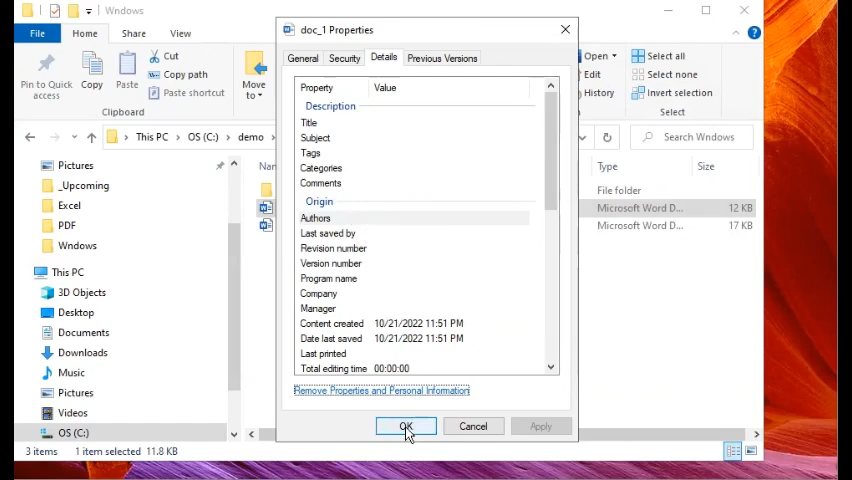 Windows
File Home Share View
Pin to Quick access
Copy
Paste
Cut
Copy path
Paste shortcut
Clipboard
Move to
doc_1 Properties
General Security Details Previous Versions
Property Value
Description
Title
Subject
Tags
Categories
Comments
Origin
Authors
Last saved by
Revision number
Version number
Program name
Company
Manager
Content created 10/21/2022 11:51 PM
Date last saved 10/21/2022 11:51 PM
Last printed
Total editing time 00:00:00
Remove Properties and Personal Information
OK Cancel Apply
Open
Edit
History
Select all
Select none
Invert selection
Select
This PC OS (C:) demo
Search Wndows
Pictures
_Upcoming
Excel
PDF
Wndows
This PC
3D Objects
Desktop
Documents
Downloads
Music
Pictures
Videos
OS (C:)
Type Size
File folder
Microsoft Word D... 12 KB
Microsoft Word D... 17 KB
3 items 1 item selected 11.8 KB